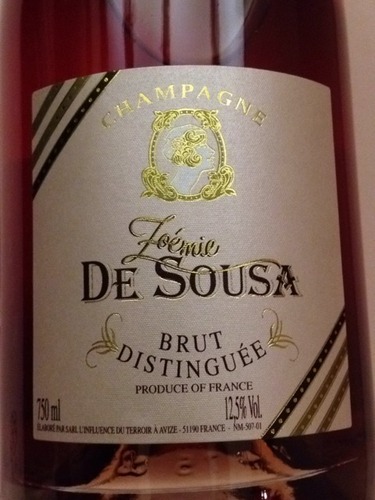 CHAMPAGNE
Zoémie
DE SOUSA
BRUT
DISTINGUÉE
PRODUCE OF FRANCE
750 ml 12,5% Vol.
ELABORÉ PAR SARL L'INFLUENCE DU TERROIR À AVIZE - 51190 FRANCE - NM-507-01